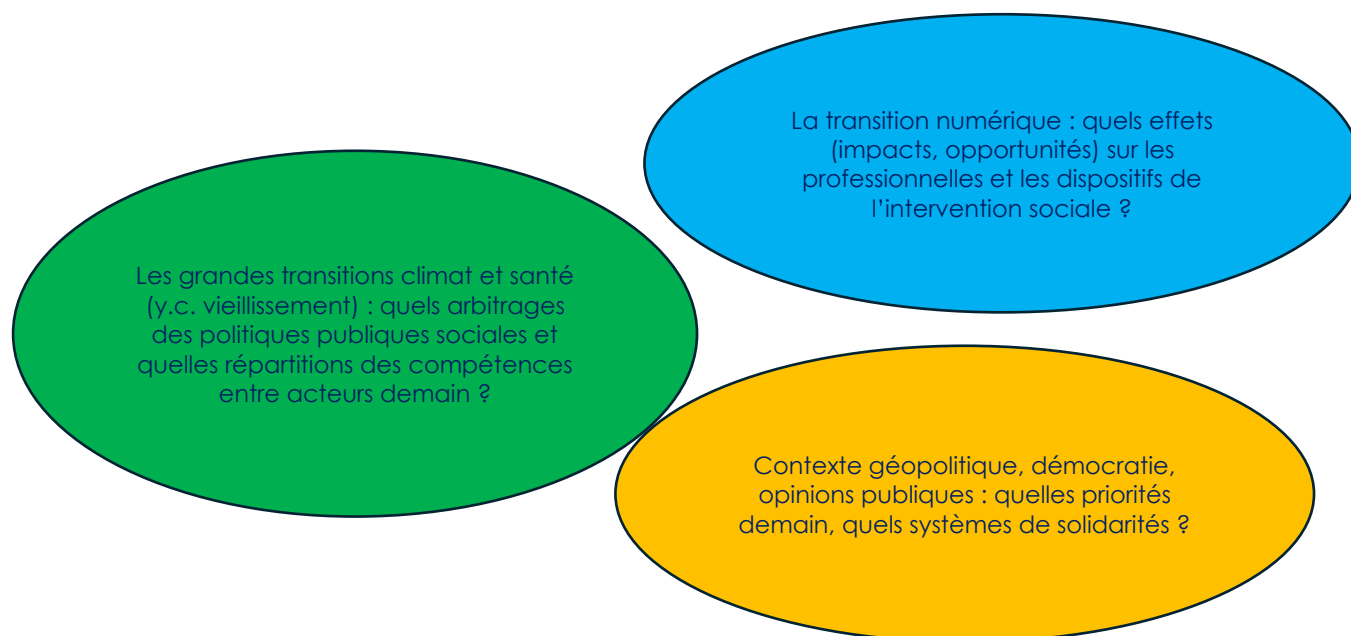 La transition numérique : quels effets
(impacts, opportunités) sur les
professionnelles et les dispositifs de
l'intervention sociale ?
Les grandes transitions climat et santé
(y.c. vieillissement) : quels arbitrages
des politiques publiques sociales et
quelles répartitions des compétences
entre acteurs demain ?
Contexte géopolitique, démocratie,
opinions publiques : quelles priorités
demain, quels systèmes de solidarités ?